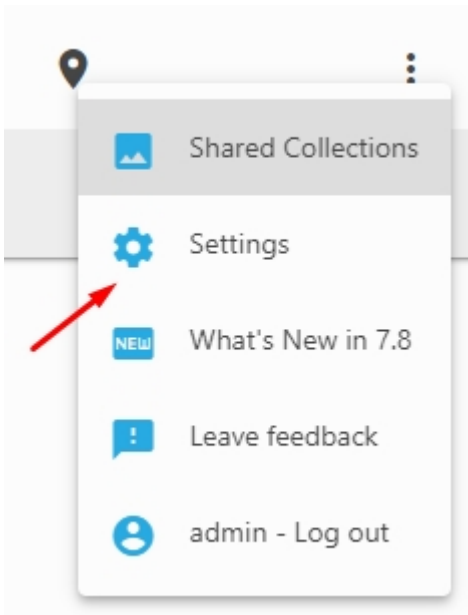 Shared Collections
Settings
NEW What's New in 7.8
Leave feedback
admin - Log out